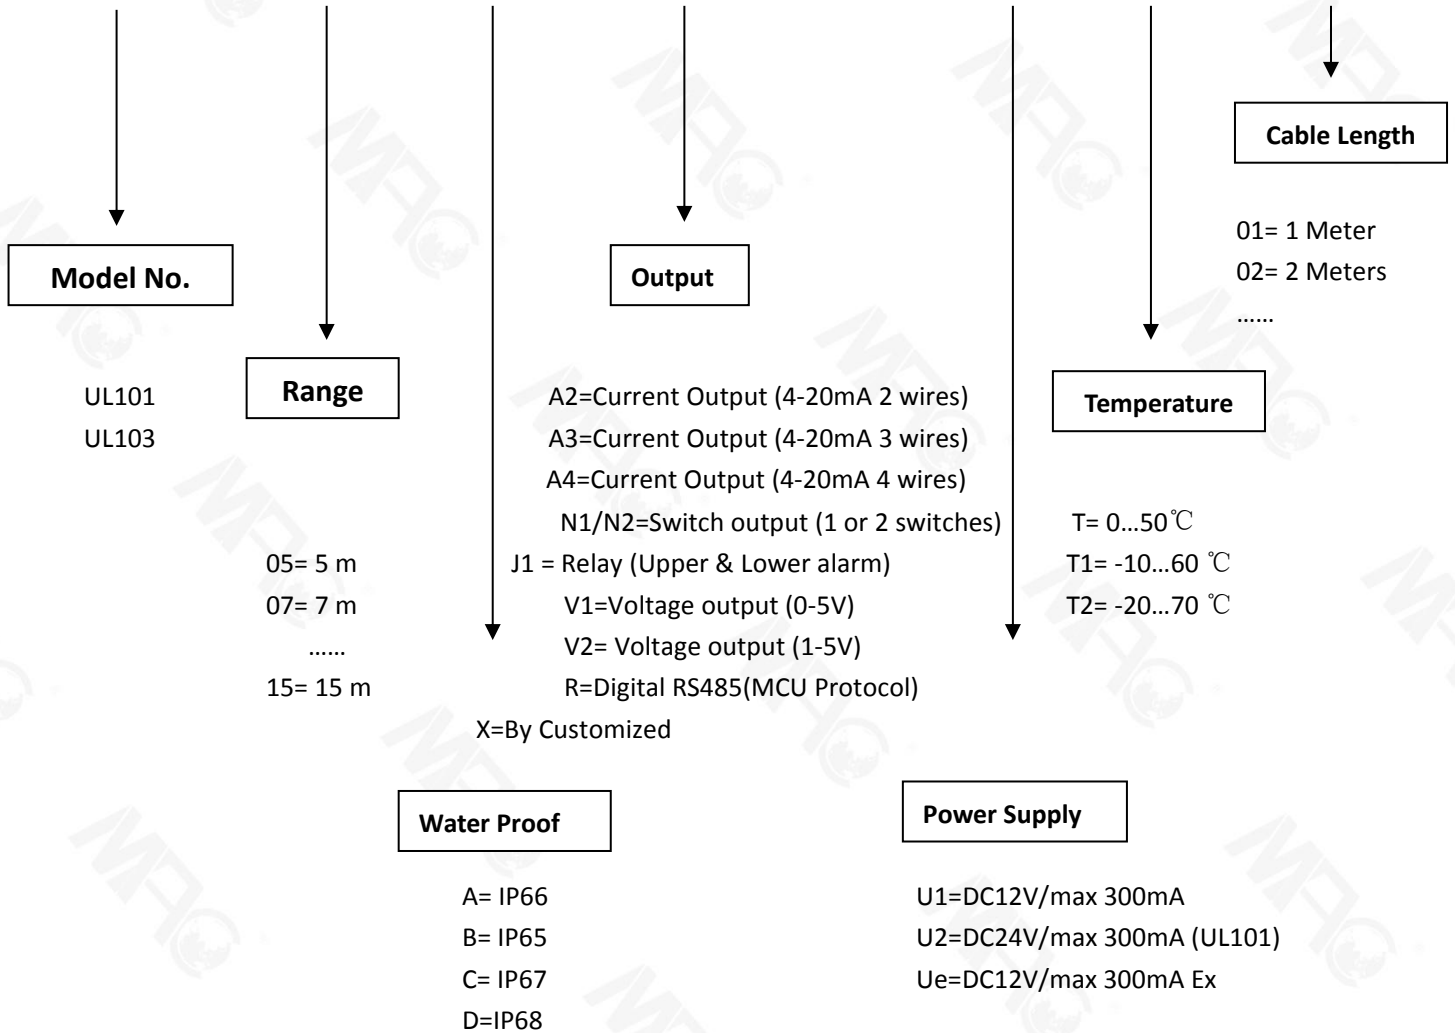 Cable Length
01= 1 Meter
02= 2 Meters
......
Model No.
UL101
UL103
Range
05= 5 m
07= 7 m
......
15= 15 m
Output
A2=Current Output (4-20mA 2 wires)
A3=Current Output (4-20mA 3 wires)
A4=Current Output (4-20mA 4 wires)
N1/N2=Switch output (1 or 2 switches)
J1 = Relay (Upper & Lower alarm)
V1=Voltage output (0-5V)
V2= Voltage output (1-5V)
R=Digital RS485(MCU Protocol)
X=By Customized
Temperature
T= 0...50℃
T1= -10...60 ℃
T2= -20...70 ℃
Water Proof
A= IP66
B= IP65
C= IP67
D=IP68
Power Supply
U1=DC12V/max 300mA
U2=DC24V/max 300mA (UL101)
Ue=DC12V/max 300mA Ex